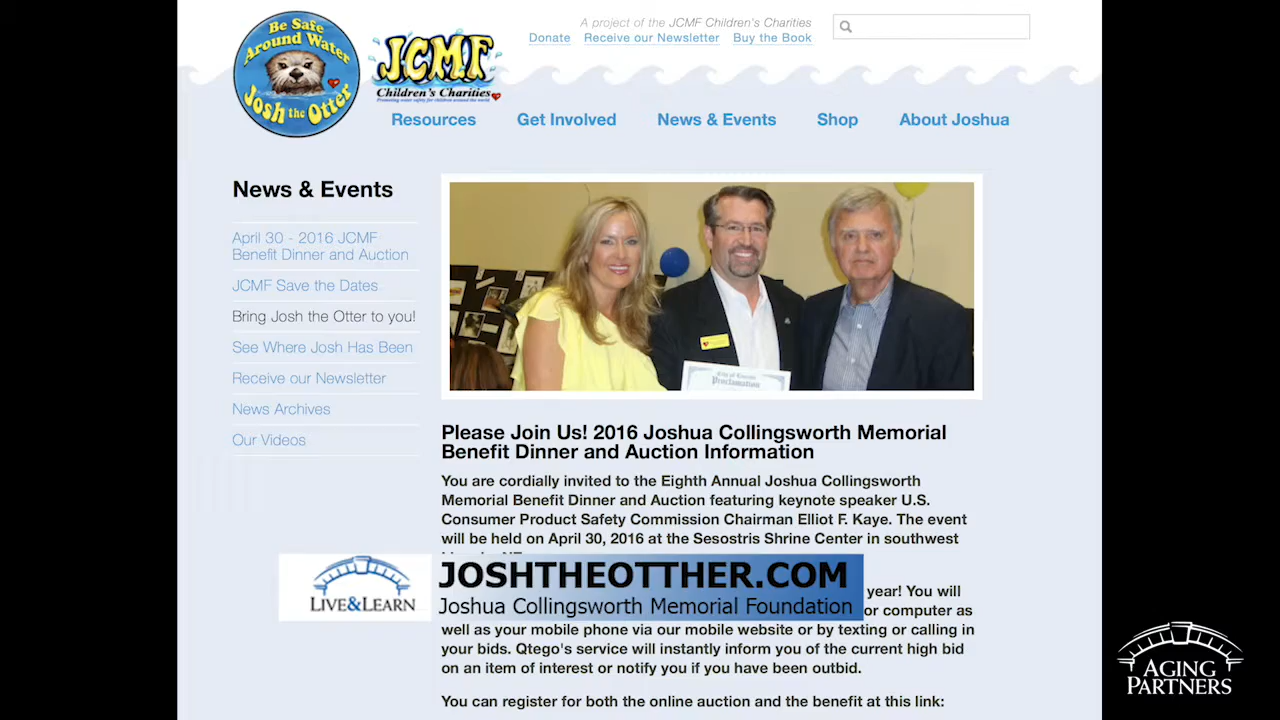 Be Safe
Around Water
Josh the Otter
JCMF
Children's Charities
Promoting water safety for children around the world
A project of the JCMF Children's Charities
Donate Receive our Newsletter Buy the Book
Resources Get Involved News & Events Shop About Joshua
News & Events
April 30 - 2016 JCMF
Benefit Dinner and Auction
JCMF Save the Dates
Bring Josh the Otter to you!
See Where Josh Has Been
Receive our Newsletter
News Archives
Our Videos
Proclamation
Please Join Us! 2016 Joshua Collingsworth Memorial
Benefit Dinner and Auction Information
You are cordially invited to the Eighth Annual Joshua Collingsworth
Memorial Benefit Dinner and Auction featuring keynote speaker U.S.
Consumer Product Safety Commission Chairman Elliot F. Kaye. The event
will be held on April 30, 2016 at the Sesostris Shrine Center in southwest
year! You will
or computer as
well as your mobile phone via our mobile website or by texting or calling in
your bids. Qtego's service will instantly inform you of the current high bid
on an item of interest or notify you if you have been outbid.
You can register for both the online auction and the benefit at this link:
LIVE&LEARN
JOSHTHEOTTHER.COM
Joshua Collingsworth Memorial Foundation
AGING
PARTNERS